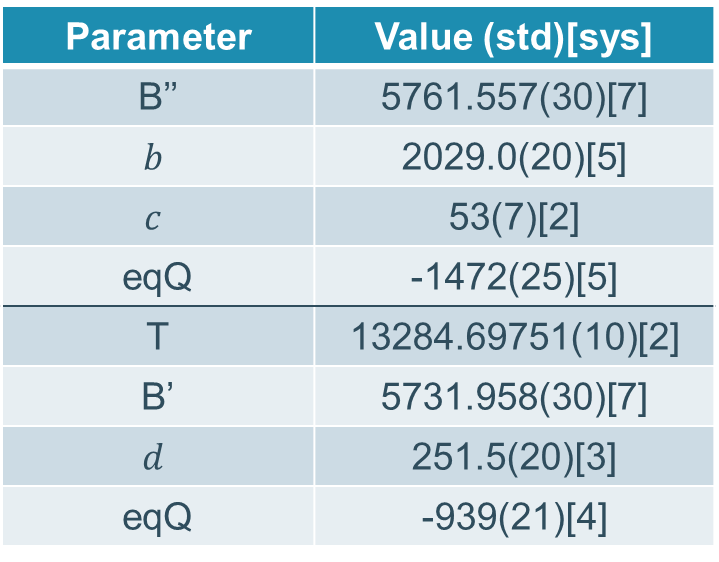 Parameter Value (std)[sys]
B” 5761.557(30)[7]
b 2029.0(20)[5]
c 53(7)[2]
eqQ -1472(25)[5]
T 13284.69751(10)[2]
B’ 5731.958(30)[7]
d 251.5(20)[3]
eqQ -939(21)[4]